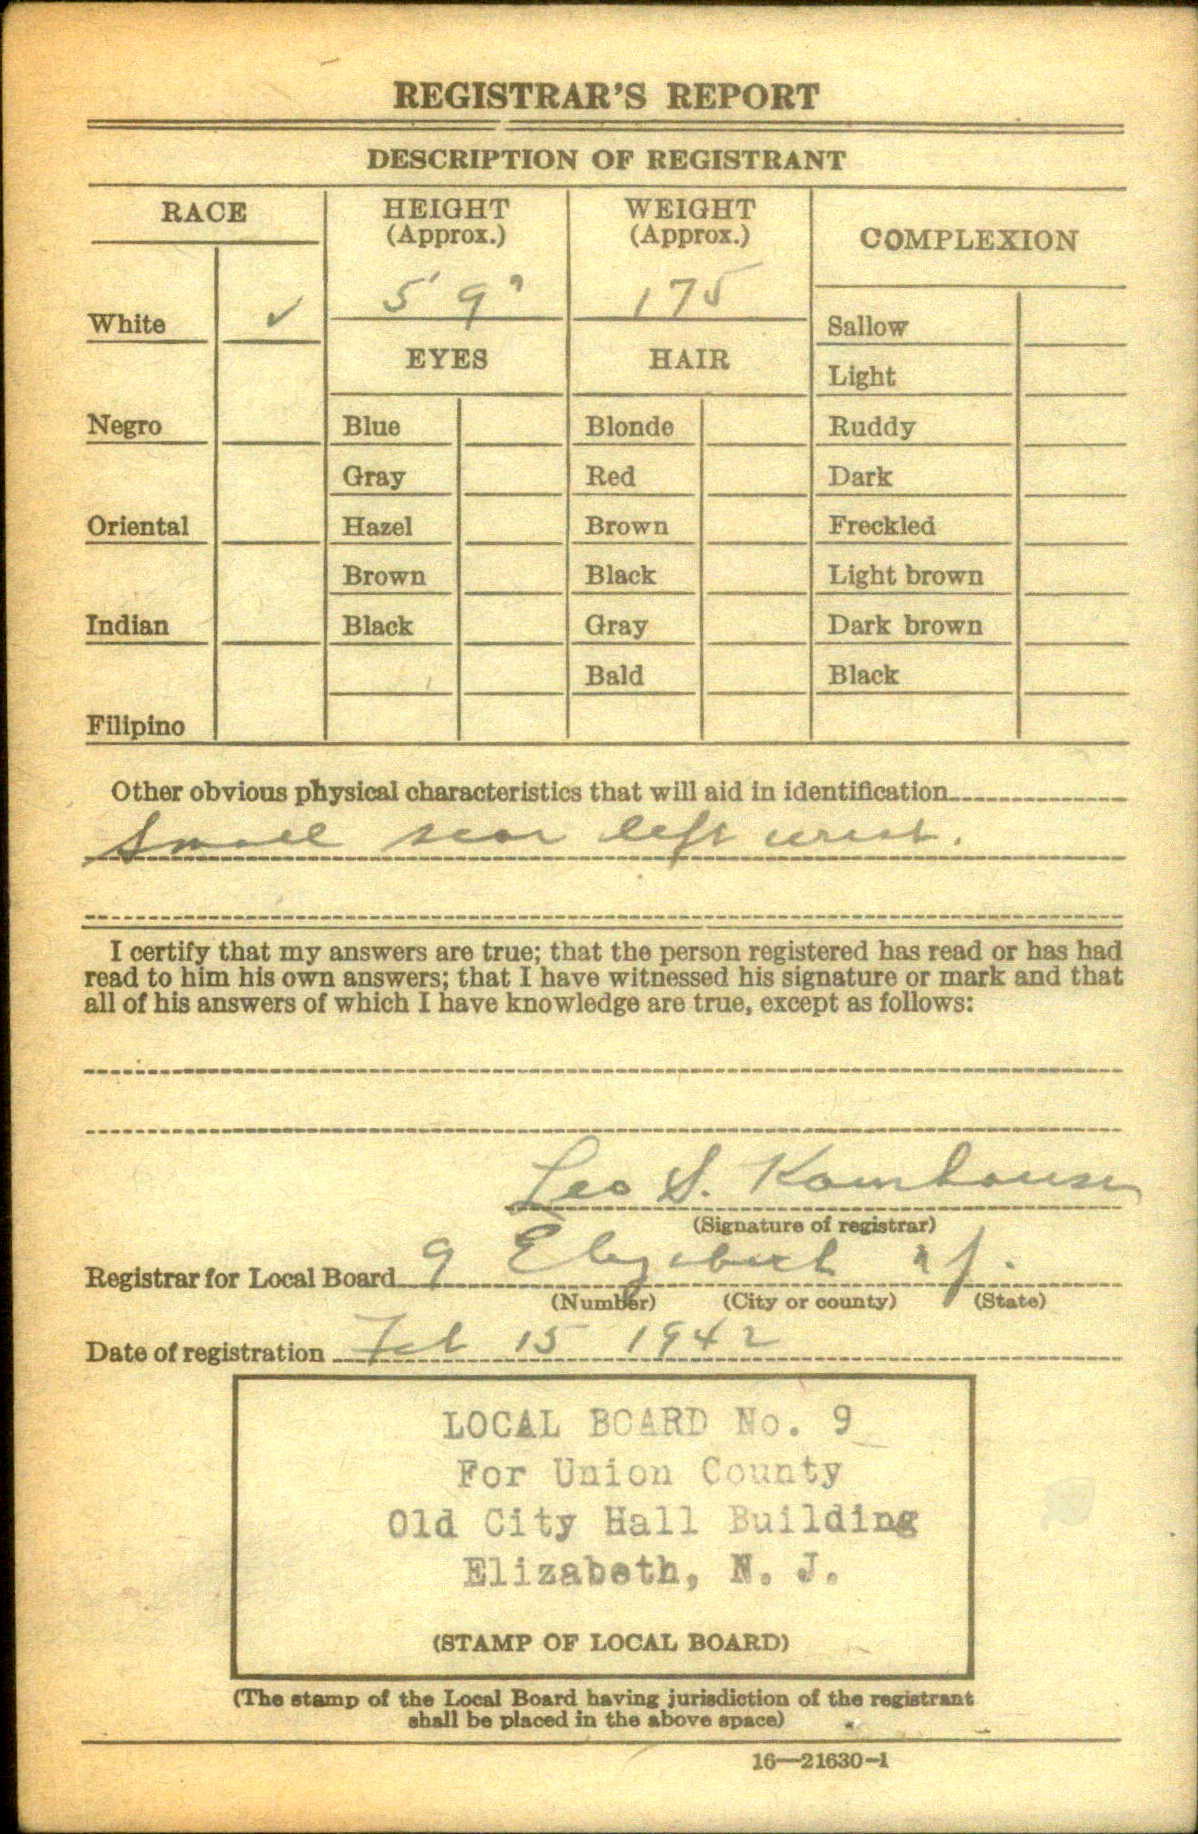 REGISTRAR'S REPORT
DESCRIPTION OF REGISTRANT
RACE
HEIGHT
(Approx.)
WEIGHT
(Approx.)
COMPLEXION
5' 9"
175
White ✓
Sallow
EYES
HAIR
Light
Negro
Blue
Blonde
Ruddy
Gray
Red
Dark
Oriental
Hazel
Brown
Freckled
Brown
Black
Light brown
Indian
Black
Gray
Dark brown
Bald
Black
Filipino
Other obvious physical characteristics that will aid in identification
Small scar left wrist.
I certify that my answers are true; that the person registered has read or has had
read to him his own answers; that I have witnessed his signature or mark and that
all of his answers of which I have knowledge are true, except as follows:
Leo S.
(Signature of registrar)
Registrar for Local Board 9 Elizabeth NJ.
(Number) (City or county) (State)
Date of registration Feb 15 1942
LOCAL BOARD No. 9
For Union County
Old City Hall Building
Elizabeth, N. J.
(STAMP OF LOCAL BOARD)
(The stamp of the Local Board having jurisdiction of the registrant
shall be placed in the above space)
16—21630-1